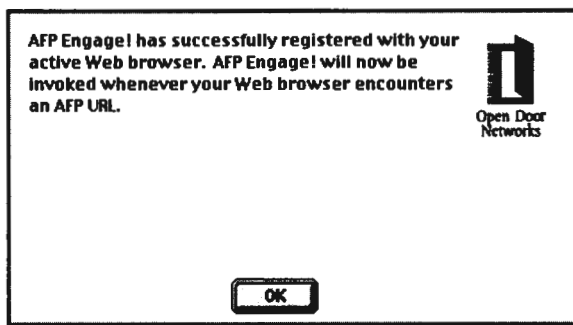 AFP Engage! has successfully registered with your
active Web browser. AFP Engage! will now be
invoked whenever your Web browser encounters
an AFP URL.
Open Door
Networks
OK